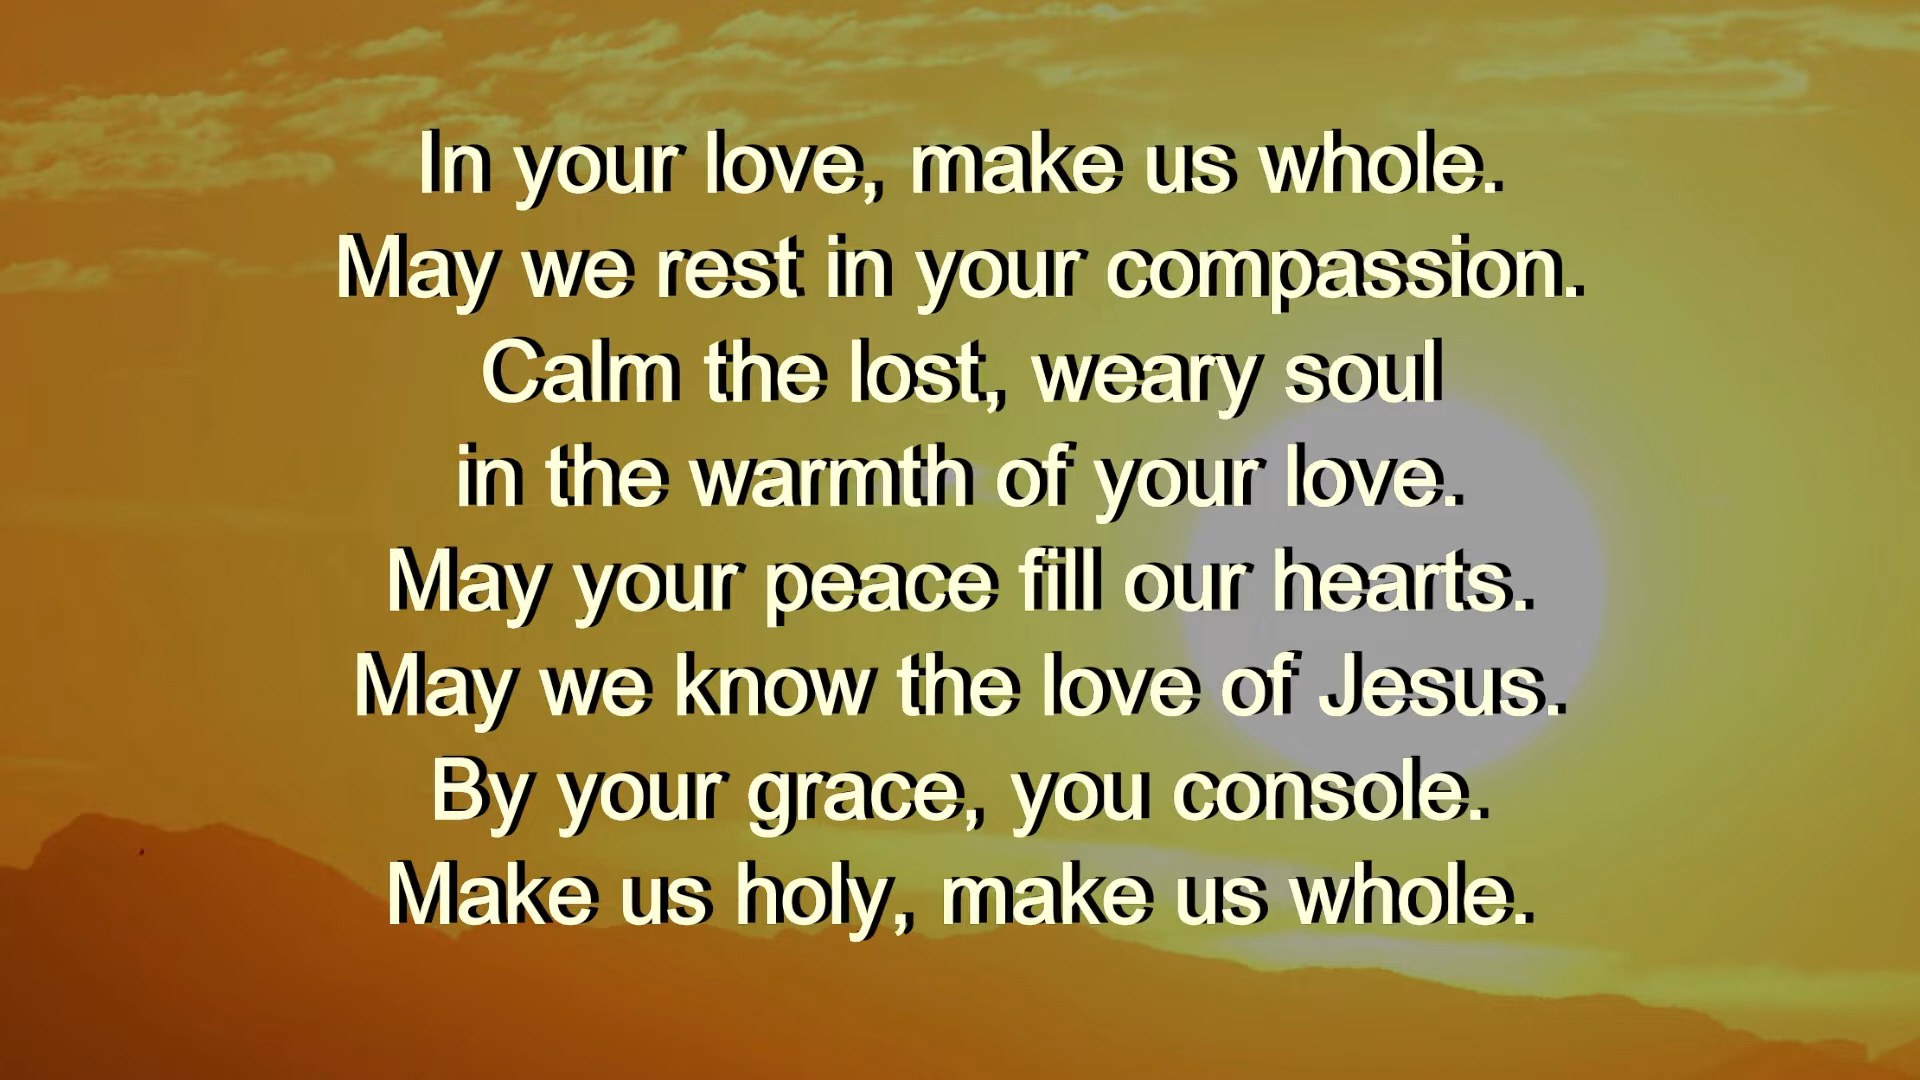 In your love, make us whole.
May we rest in your compassion.
Calm the lost, weary soul
in the warmth of your love.
May your peace fill our hearts.
May we know the love of Jesus.
By your grace, you console.
Make us holy, make us whole.